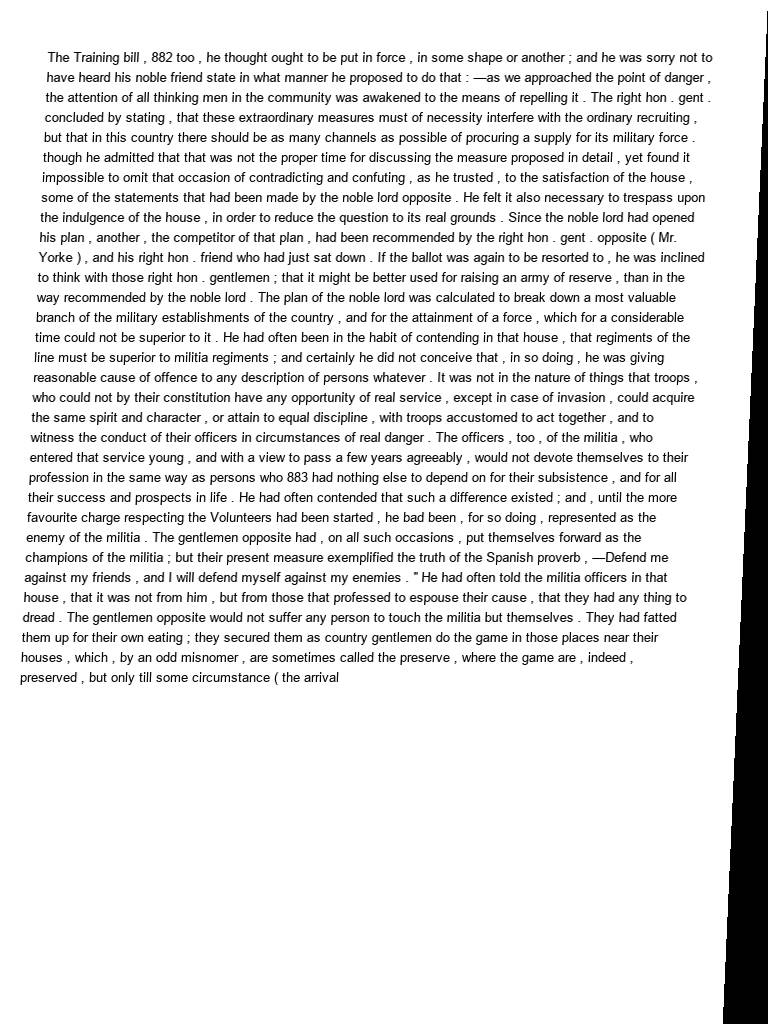 The Training bill , 882 too , he thought ought to be put in force , in some shape or another ; and he was sorry not to
have heard his noble friend state in what manner he proposed to do that : —as we approached the point of danger ,
the attention of all thinking men in the community was awakened to the means of repelling it . The right hon . gent .
concluded by stating , that these extraordinary measures must of necessity interfere with the ordinary recruiting ,
but that in this country there should be as many channels as possible of procuring a supply for its military force .
though he admitted that that was not the proper time for discussing the measure proposed in detail , yet found it
impossible to omit that occasion of contradicting and confuting , as he trusted , to the satisfaction of the house ,
some of the statements that had been made by the noble lord opposite . He felt it also necessary to trespass upon
the indulgence of the house , in order to reduce the question to its real grounds . Since the noble lord had opened
his plan , another , the competitor of that plan , had been recommended by the right hon . gent . opposite ( Mr.
Yorke ) , and his right hon . friend who had just sat down . If the ballot was again to be resorted to , he was inclined
to think with those right hon . gentlemen ; that it might be better used for raising an army of reserve , than in the
way recommended by the noble lord . The plan of the noble lord was calculated to break down a most valuable
branch of the military establishments of the country , and for the attainment of a force , which for a considerable
time could not be superior to it . He had often been in the habit of contending in that house , that regiments of the
line must be superior to militia regiments ; and certainly he did not conceive that , in so doing , he was giving
reasonable cause of offence to any description of persons whatever . It was not in the nature of things that troops ,
who could not by their constitution have any opportunity of real service , except in case of invasion , could acquire
the same spirit and character , or attain to equal discipline , with troops accustomed to act together , and to
witness the conduct of their officers in circumstances of real danger . The officers , too , of the militia , who
entered that service young , and with a view to pass a few years agreeably , would not devote themselves to their
profession in the same way as persons who 883 had nothing else to depend on for their subsistence , and for all
their success and prospects in life . He had often contended that such a difference existed ; and , until the more
favourite charge respecting the Volunteers had been started , he bad been , for so doing , represented as the
enemy of the militia . The gentlemen opposite had , on all such occasions , put themselves forward as the
champions of the militia ; but their present measure exemplified the truth of the Spanish proverb , —Defend me
against my friends , and I will defend myself against my enemies . " He had often told the militia officers in that
house , that it was not from him , but from those that professed to espouse their cause , that they had any thing to
dread . The gentlemen opposite would not suffer any person to touch the militia but themselves . They had fatted
them up for their own eating ; they secured them as country gentlemen do the game in those places near their
houses , which , by an odd misnomer , are sometimes called the preserve , where the game are , indeed ,
preserved , but only till some circumstance ( the arrival